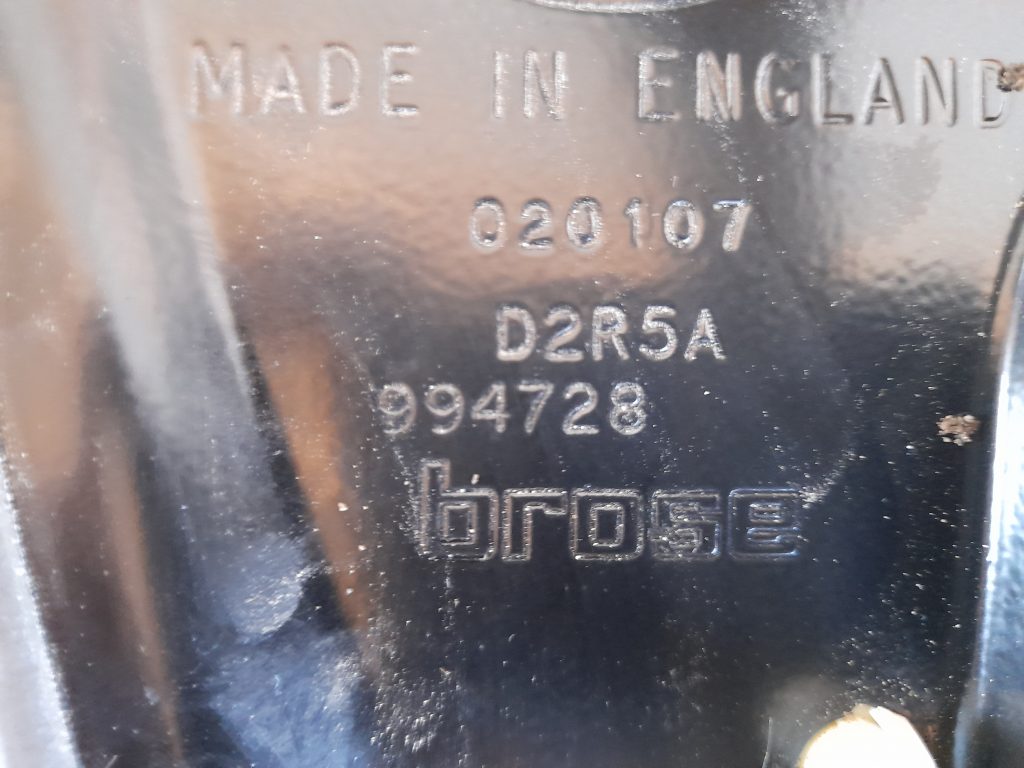 MADE IN ENGLAND
020107
D2R5A
994728
brose